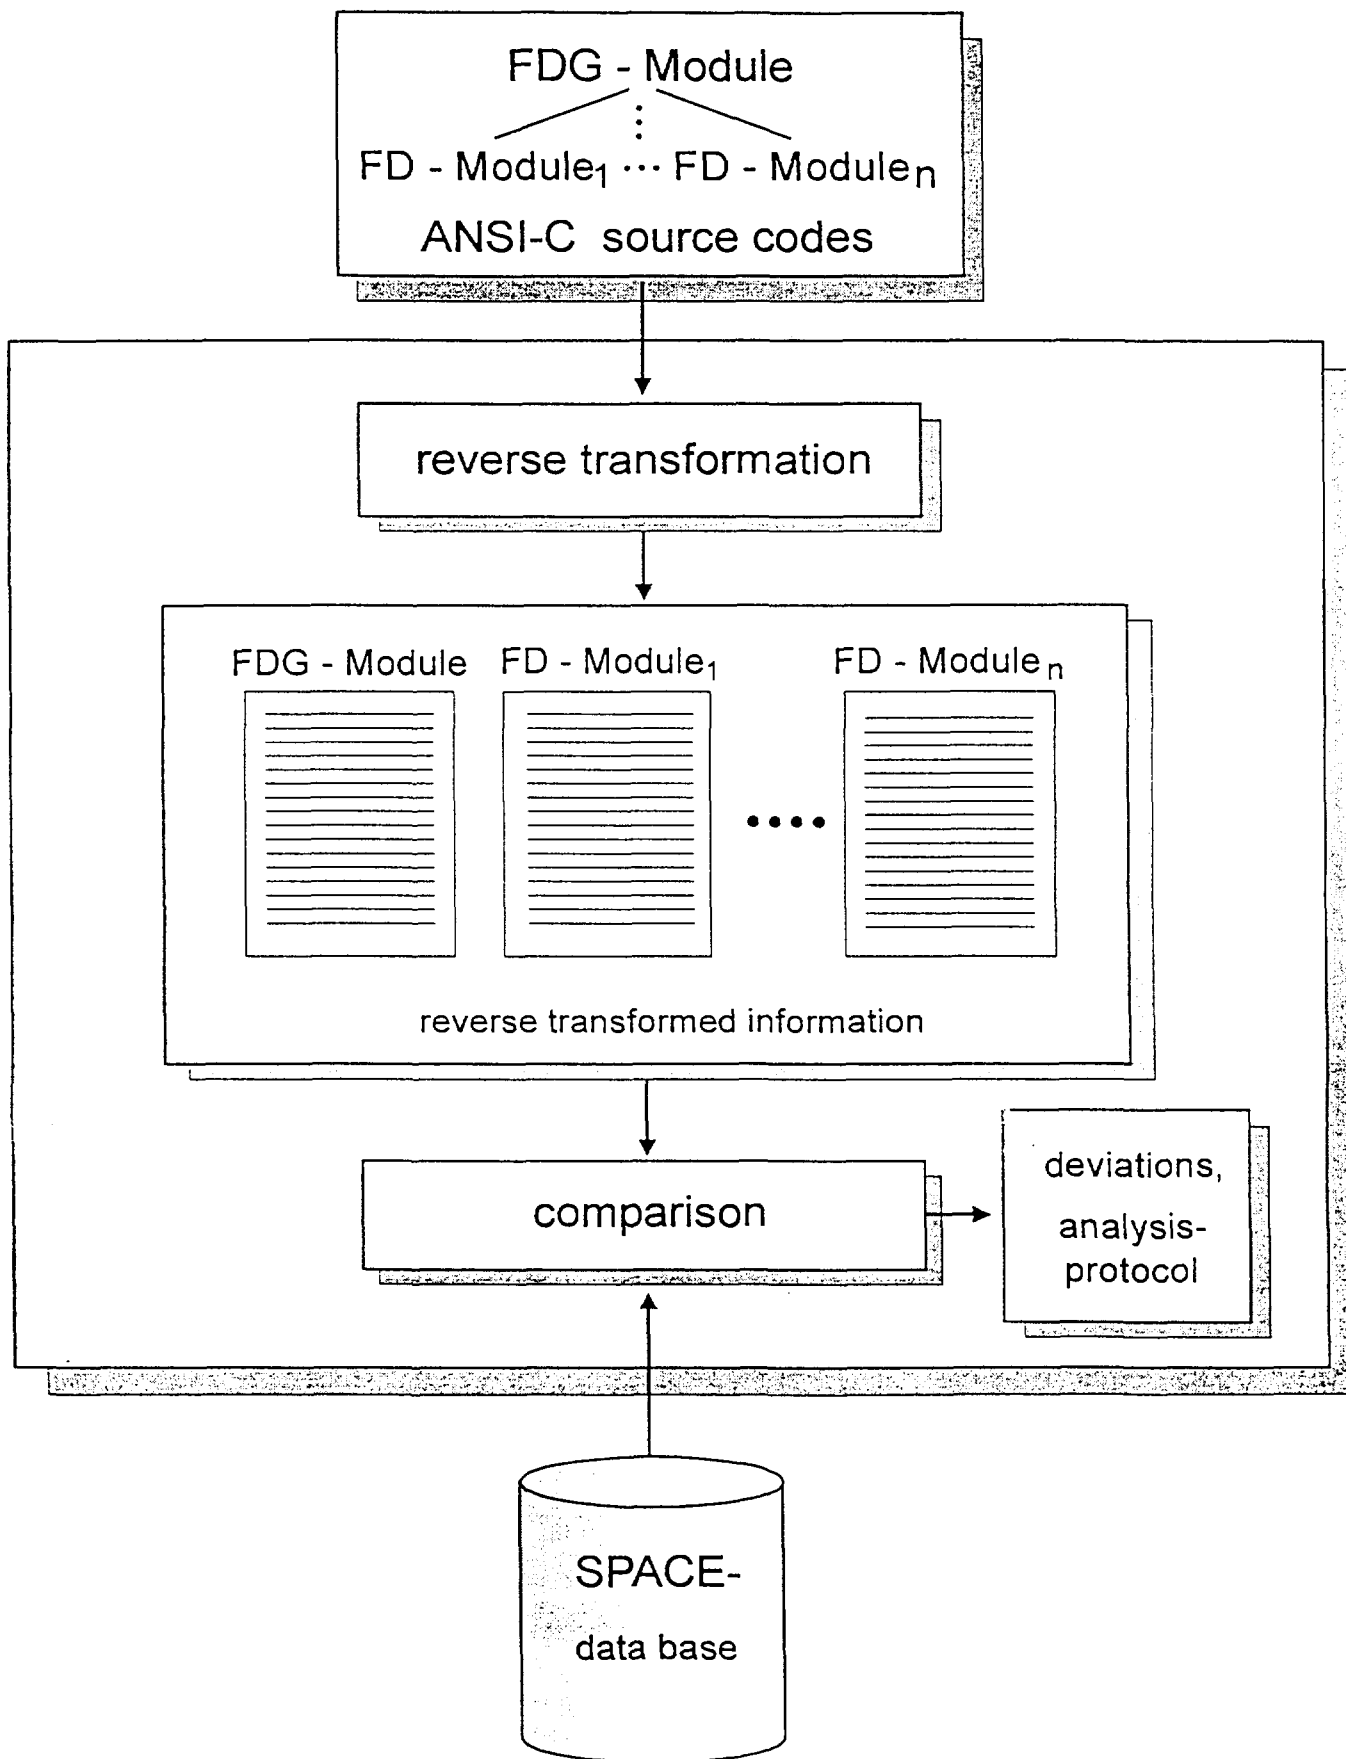 FDG - Module
FD - Module1 ··· FD - Modulen
ANSI-C source codes
reverse transformation
FDG - Module FD - Module1 FD - Modulen
reverse transformed information
comparison
deviations,
analysis-
protocol
SPACE-
data base